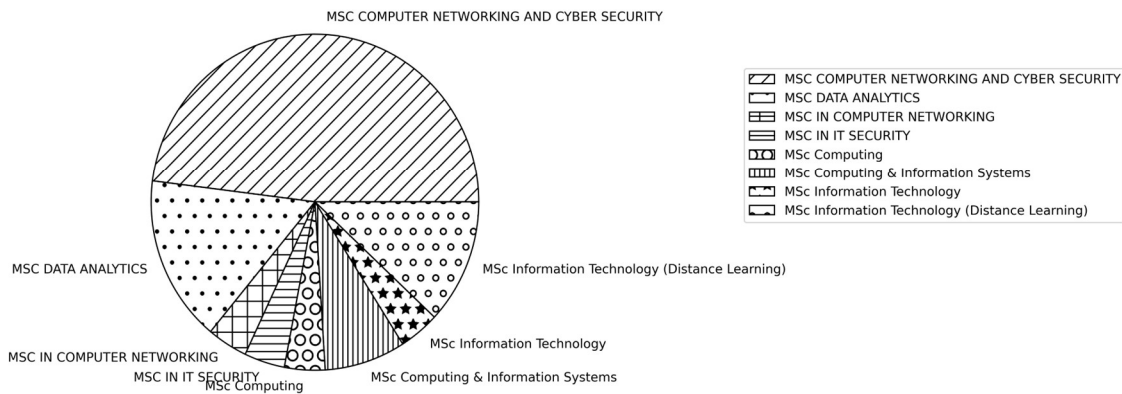 MSC COMPUTER NETWORKING AND CYBER SECURITY
MSC DATA ANALYTICS
MSC IN COMPUTER NETWORKING
MSC IN IT SECURITY
MSc Computing
MSc Computing & Information Systems
MSc Information Technology
MSc Information Technology (Distance Learning)
MSC COMPUTER NETWORKING AND CYBER SECURITY
MSC DATA ANALYTICS
MSC IN COMPUTER NETWORKING
MSC IN IT SECURITY
MSc Computing
MSc Computing & Information Systems
MSc Information Technology
MSc Information Technology (Distance Learning)